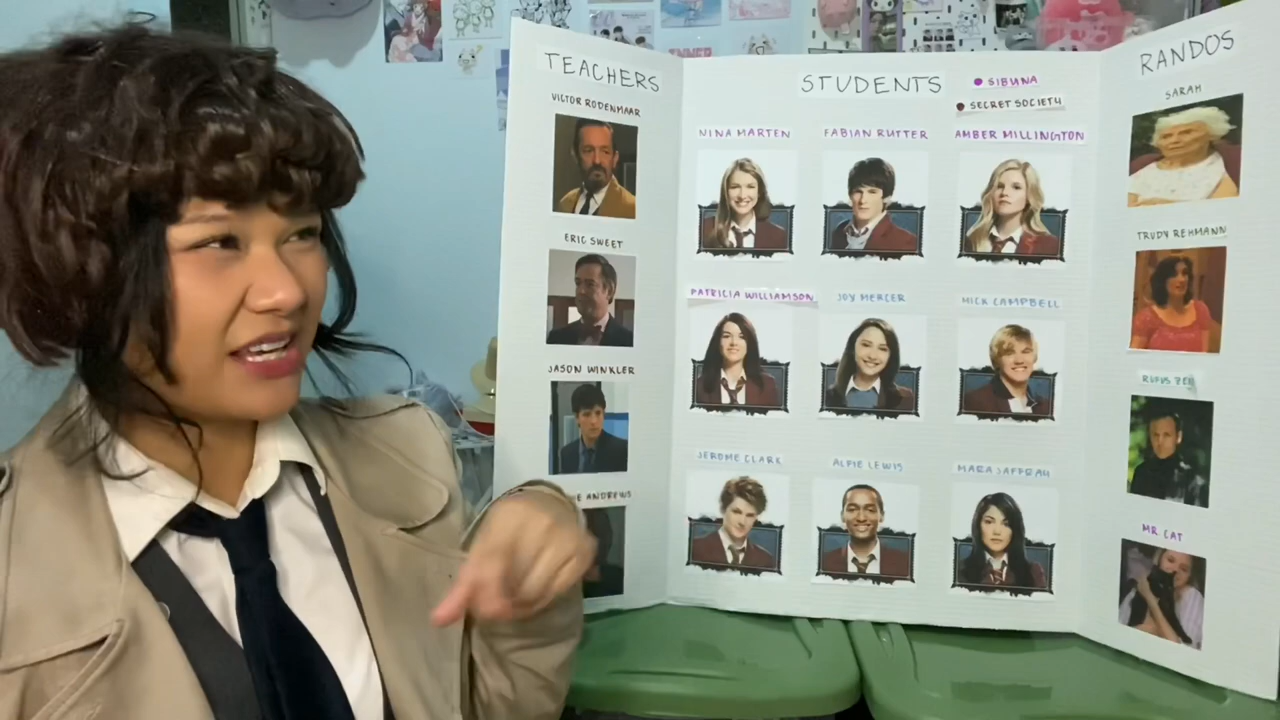 TEACHERS
VICTOR RODENMAAR
ERIC SWEET
JASON WINKLER
ANDREWS
STUDENTS
SIBUNA
SECRET SOCIETY
NINA MARTEN
FABIAN RUTTER
AMBER MILLINGTON
PATRICIA WILLIAMSON
JOY MERCER
MICK CAMPBELL
JEROME CLARK
ALFIE LEWIS
MARA JAFFRAY
RANDOS
SARAH
TRUDY REHMANN
RUFUS ZENO
MR. CAT